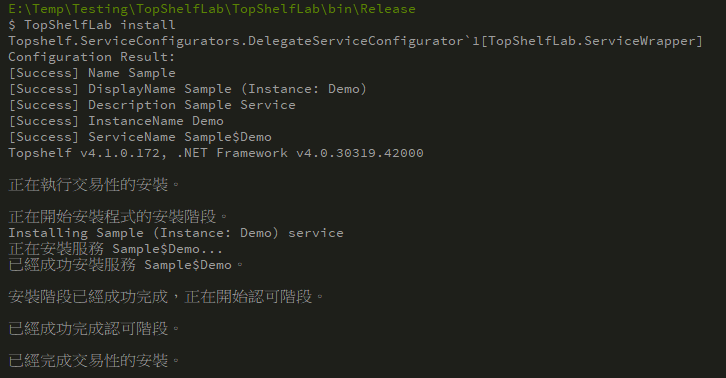 E:\Temp\Testing\TopShelfLab\TopShelfLab\bin\Release
$ TopShelfLab install
Topshelf.ServiceConfigurators.DelegateServiceConfigurator`1[TopShelfLab.ServiceWrapper]
Configuration Result:
[Success] Name Sample
[Success] DisplayName Sample (Instance: Demo)
[Success] Description Sample Service
[Success] InstanceName Demo
[Success] ServiceName Sample$Demo
Topshelf v4.1.0.172, .NET Framework v4.0.30319.42000
正在執行交易性的安裝。
正在開始安裝程式的安裝階段。
Installing Sample (Instance: Demo) service
正在安裝服務 Sample$Demo...
已經成功安裝服務 Sample$Demo。
安裝階段已經成功完成，正在開始認可階段。
已經成功完成認可階段。
已經完成交易性的安裝。